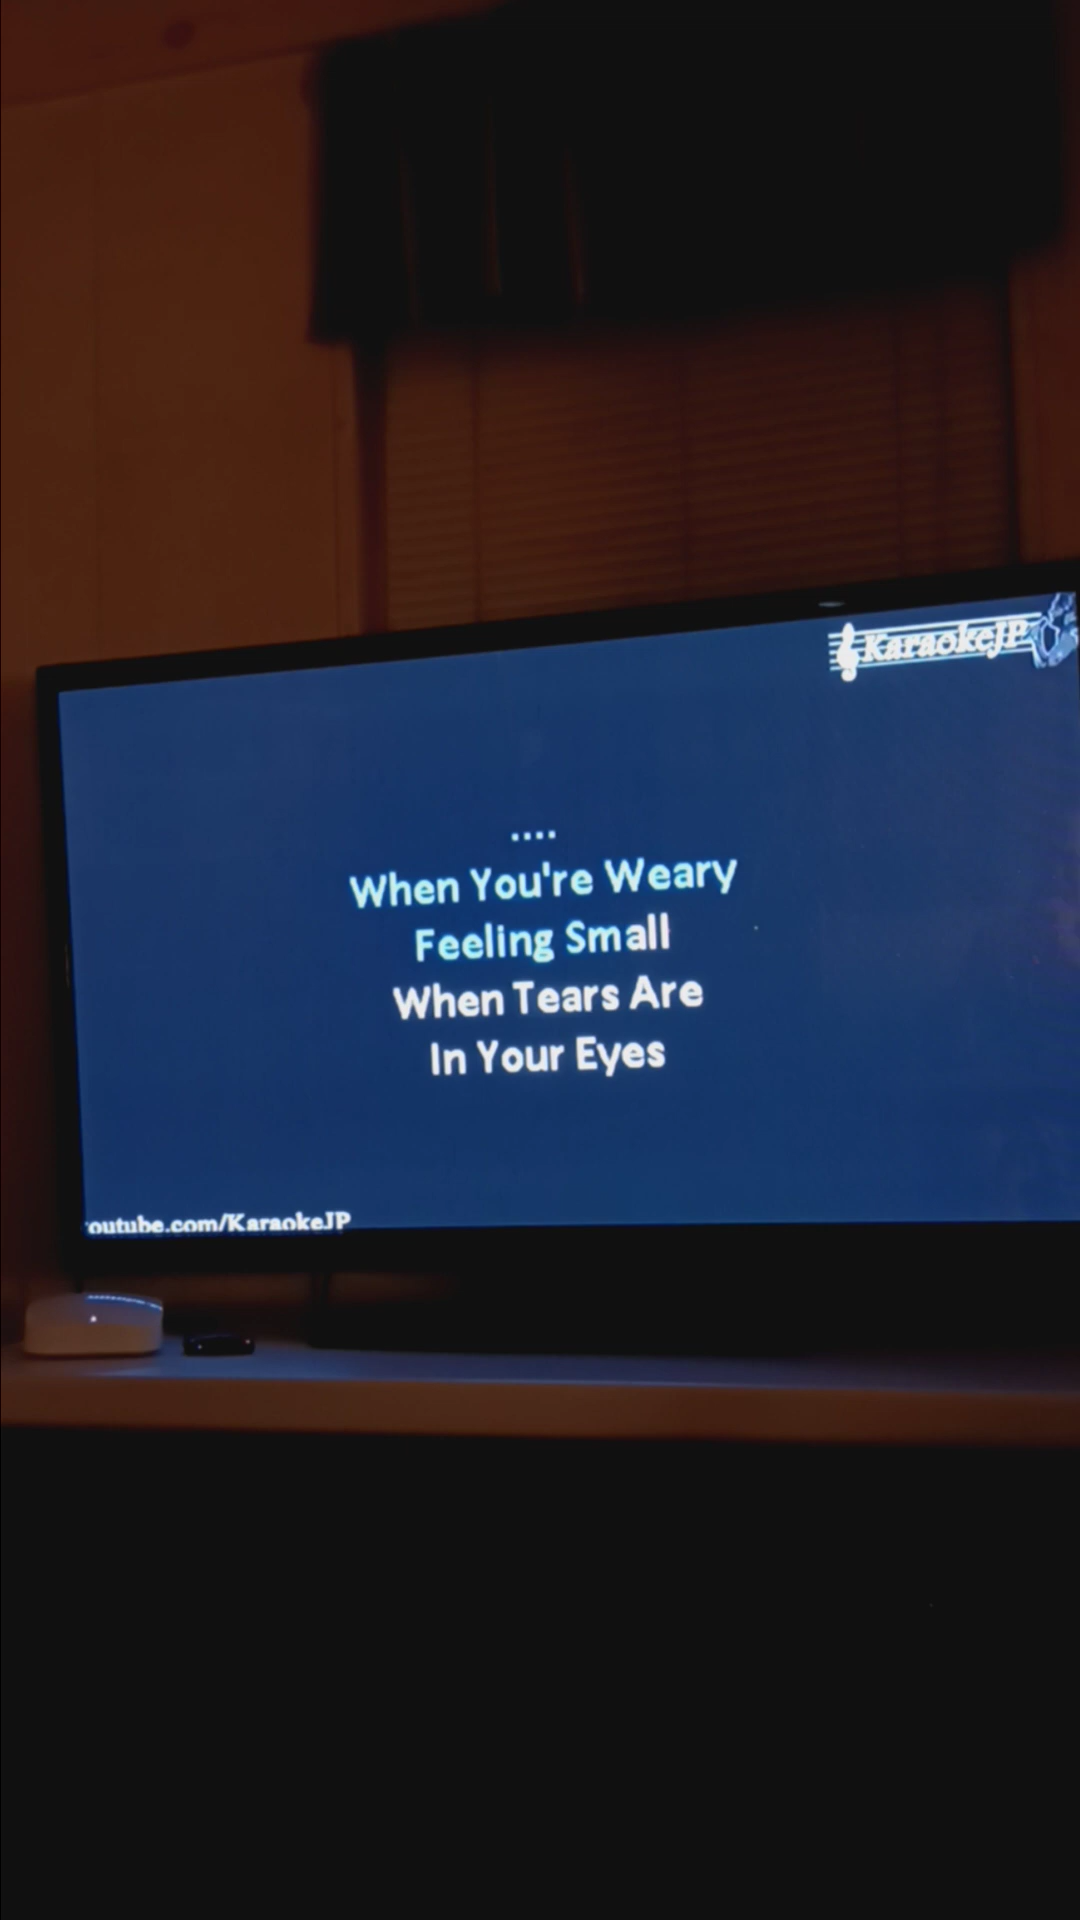 KaraokeJP
....
When You're Weary
Feeling Small
When Tears Are
In Your Eyes
outube.com/KaraokeJP